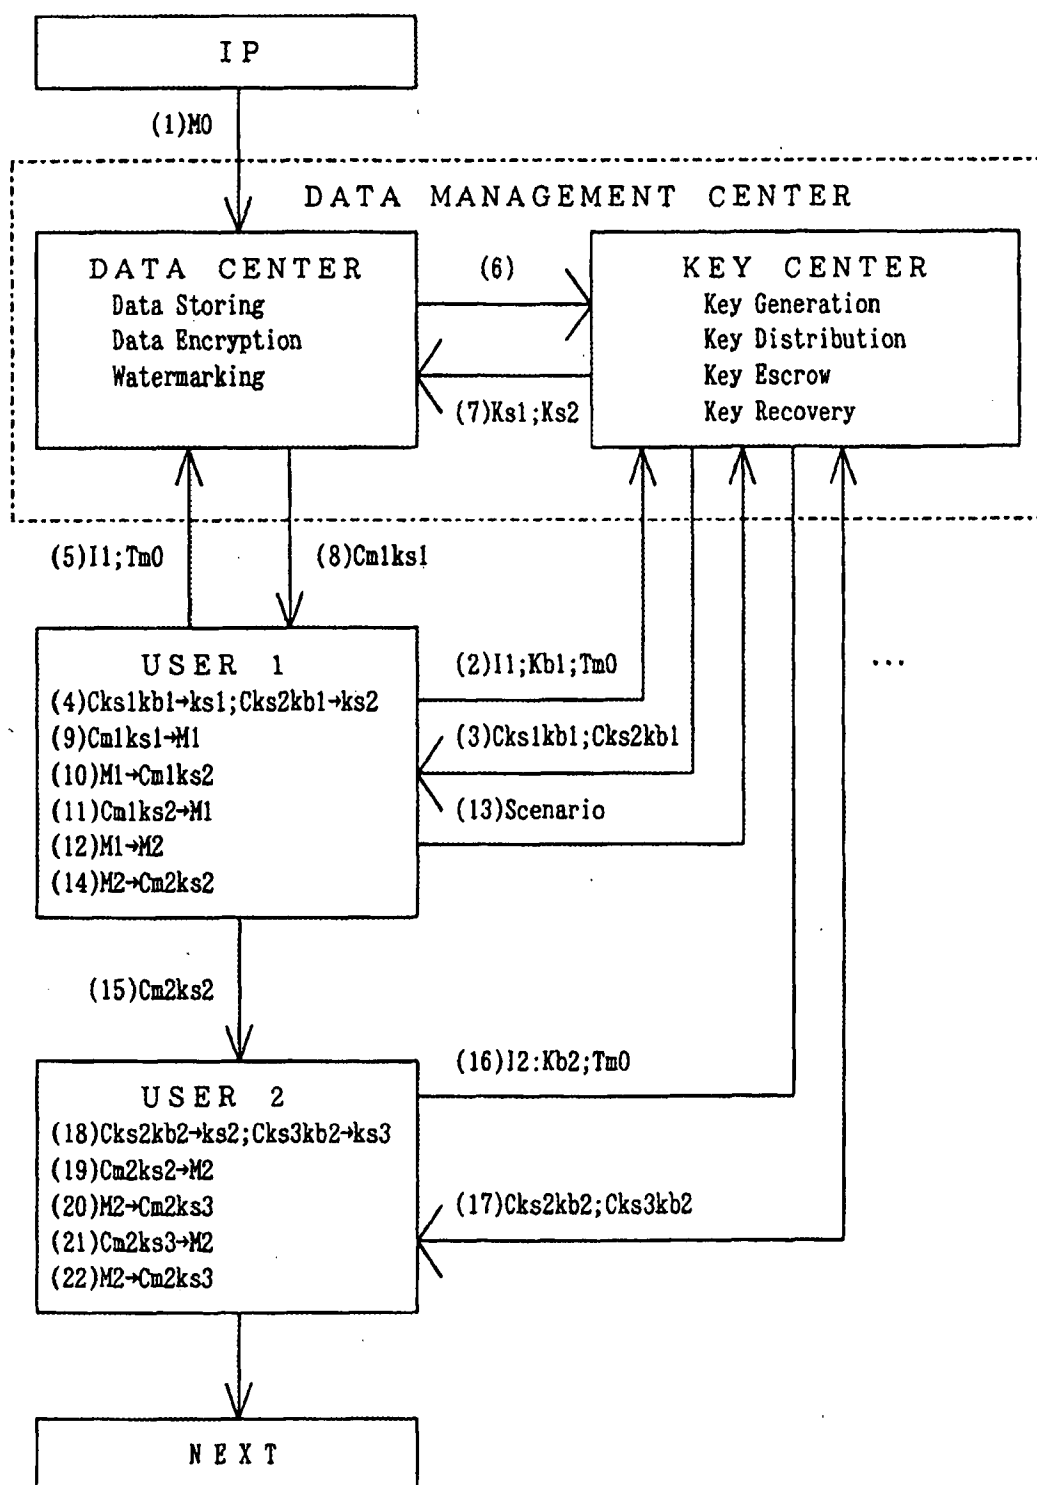 IP
(1)M0
DATA MANAGEMENT CENTER
DATA CENTER
Data Storing
Data Encryption
Watermarking
(6)
(7)Ks1;Ks2
KEY CENTER
Key Generation
Key Distribution
Key Escrow
Key Recovery
(5)I1;Tm0
(8)Cm1ks1
USER 1
(4)Cks1kb1→ks1;Cks2kb1→ks2
(9)Cm1ks1→M1
(10)M1→Cm1ks2
(11)Cm1ks2→M1
(12)M1→M2
(14)M2→Cm2ks2
(2)I1;Kb1;Tm0
(3)Cks1kb1;Cks2kb1
(13)Scenario
...
(15)Cm2ks2
USER 2
(18)Cks2kb2→ks2;Cks3kb2→ks3
(19)Cm2ks2→M2
(20)M2→Cm2ks3
(21)Cm2ks3→M2
(22)M2→Cm2ks3
(16)I2:Kb2;Tm0
(17)Cks2kb2;Cks3kb2
NEXT